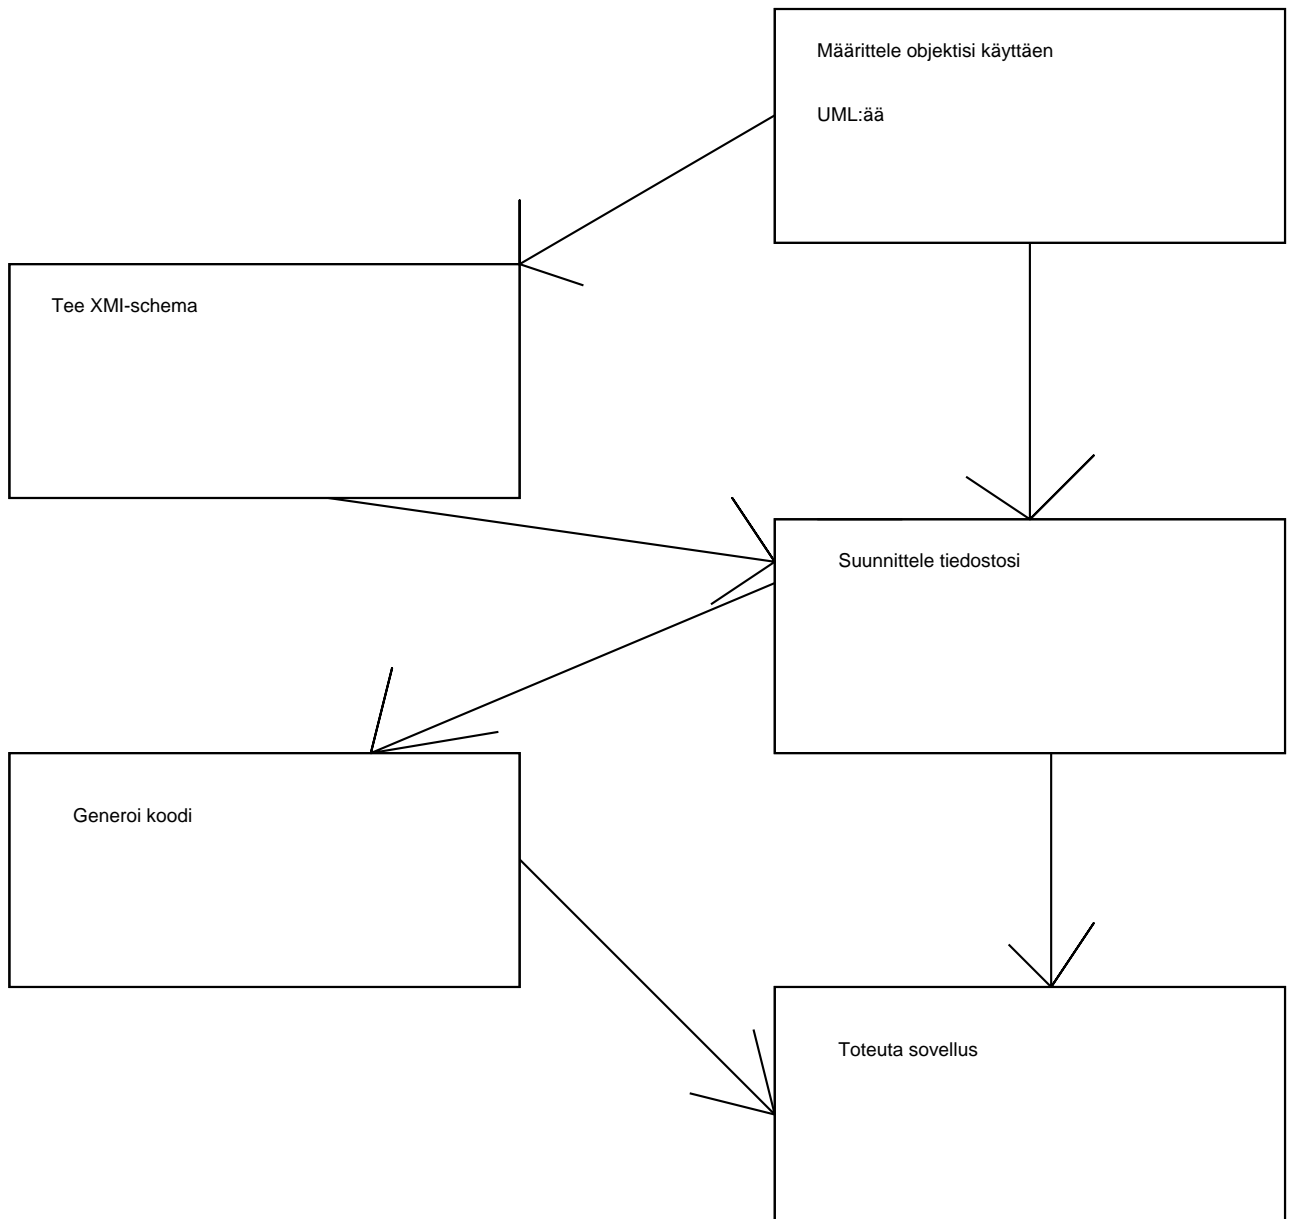 Määrittele objektisi käyttäen
UML:ää
Tee XMI-schema
Suunnittele tiedostosi
Generoi koodi
Toteuta sovellus